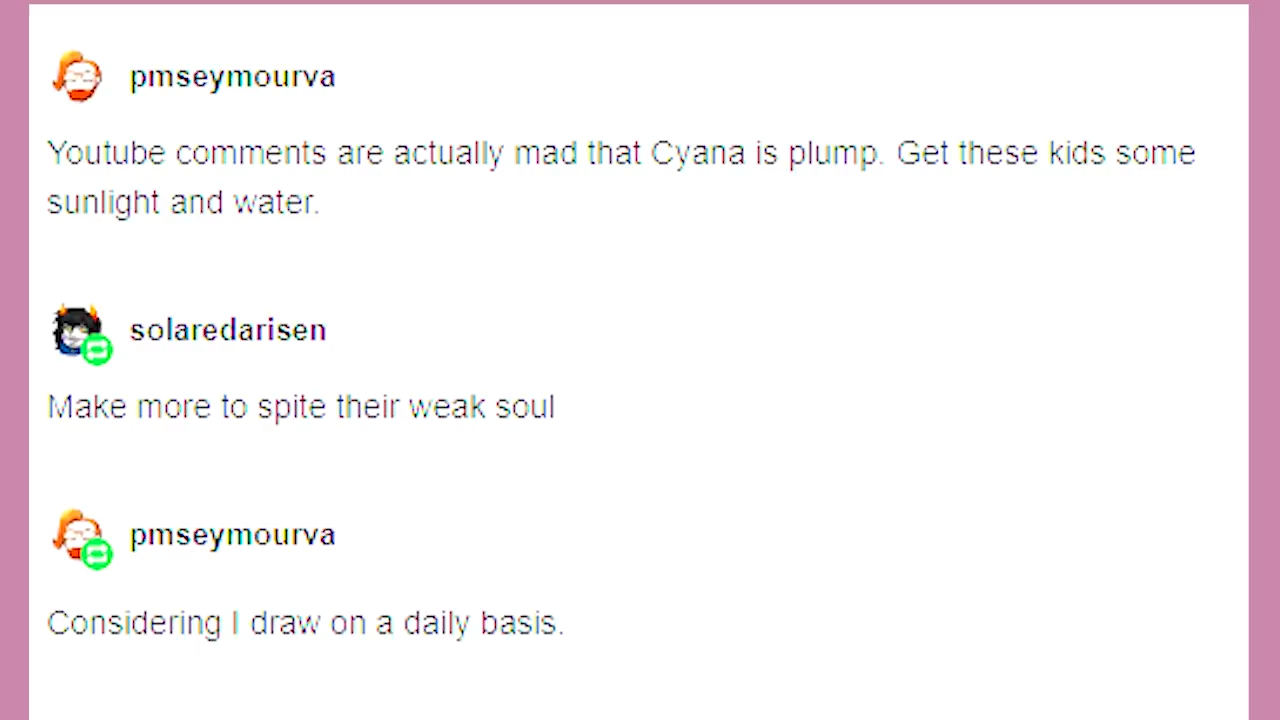 pmseymourva
Youtube comments are actually mad that Cyana is plump. Get these kids some
sunlight and water.
solaredarisen
Make more to spite their weak soul
pmseymourva
Considering I draw on a daily basis.